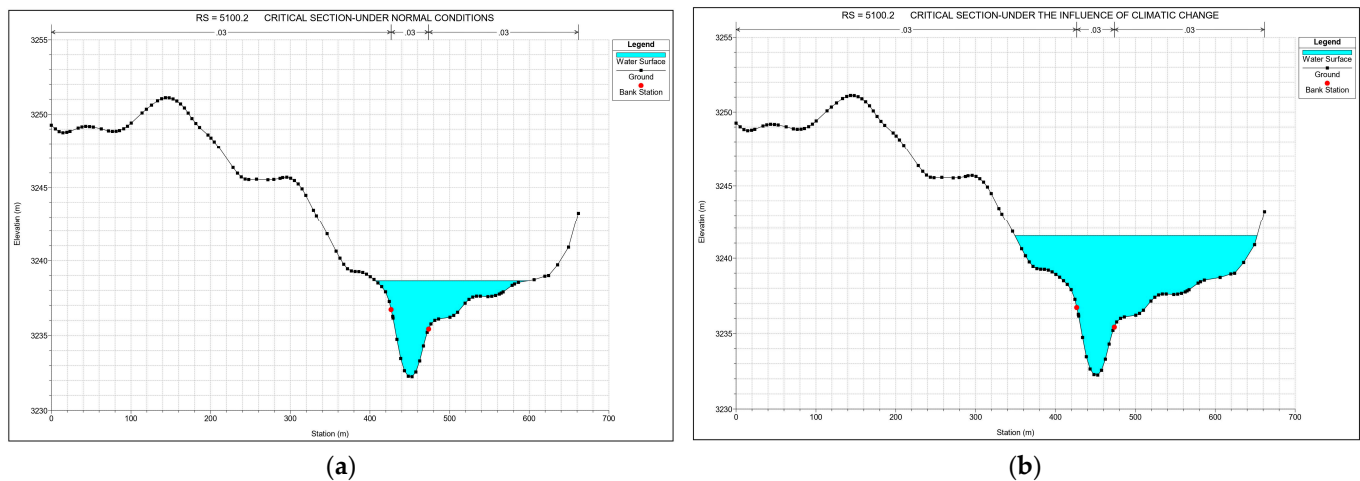 RS = 5100.2 CRITICAL SECTION-UNDER NORMAL CONDITIONS
.03 .03 .03
Legend
Water Surface
Ground
Bank Station
3255
3250
3245
3240
3235
3230
Elevation (m)
0 100 200 300 400 500 600 700
Station (m)
(a)
RS = 5100.2 CRITICAL SECTION-UNDER THE INFLUENCE OF CLIMATIC CHANGE
.03 .03 .03
Legend
Water Surface
Ground
Bank Station
3255
3250
3245
3240
3235
3230
Elevation (m)
0 100 200 300 400 500 600 700
Station (m)
(b)